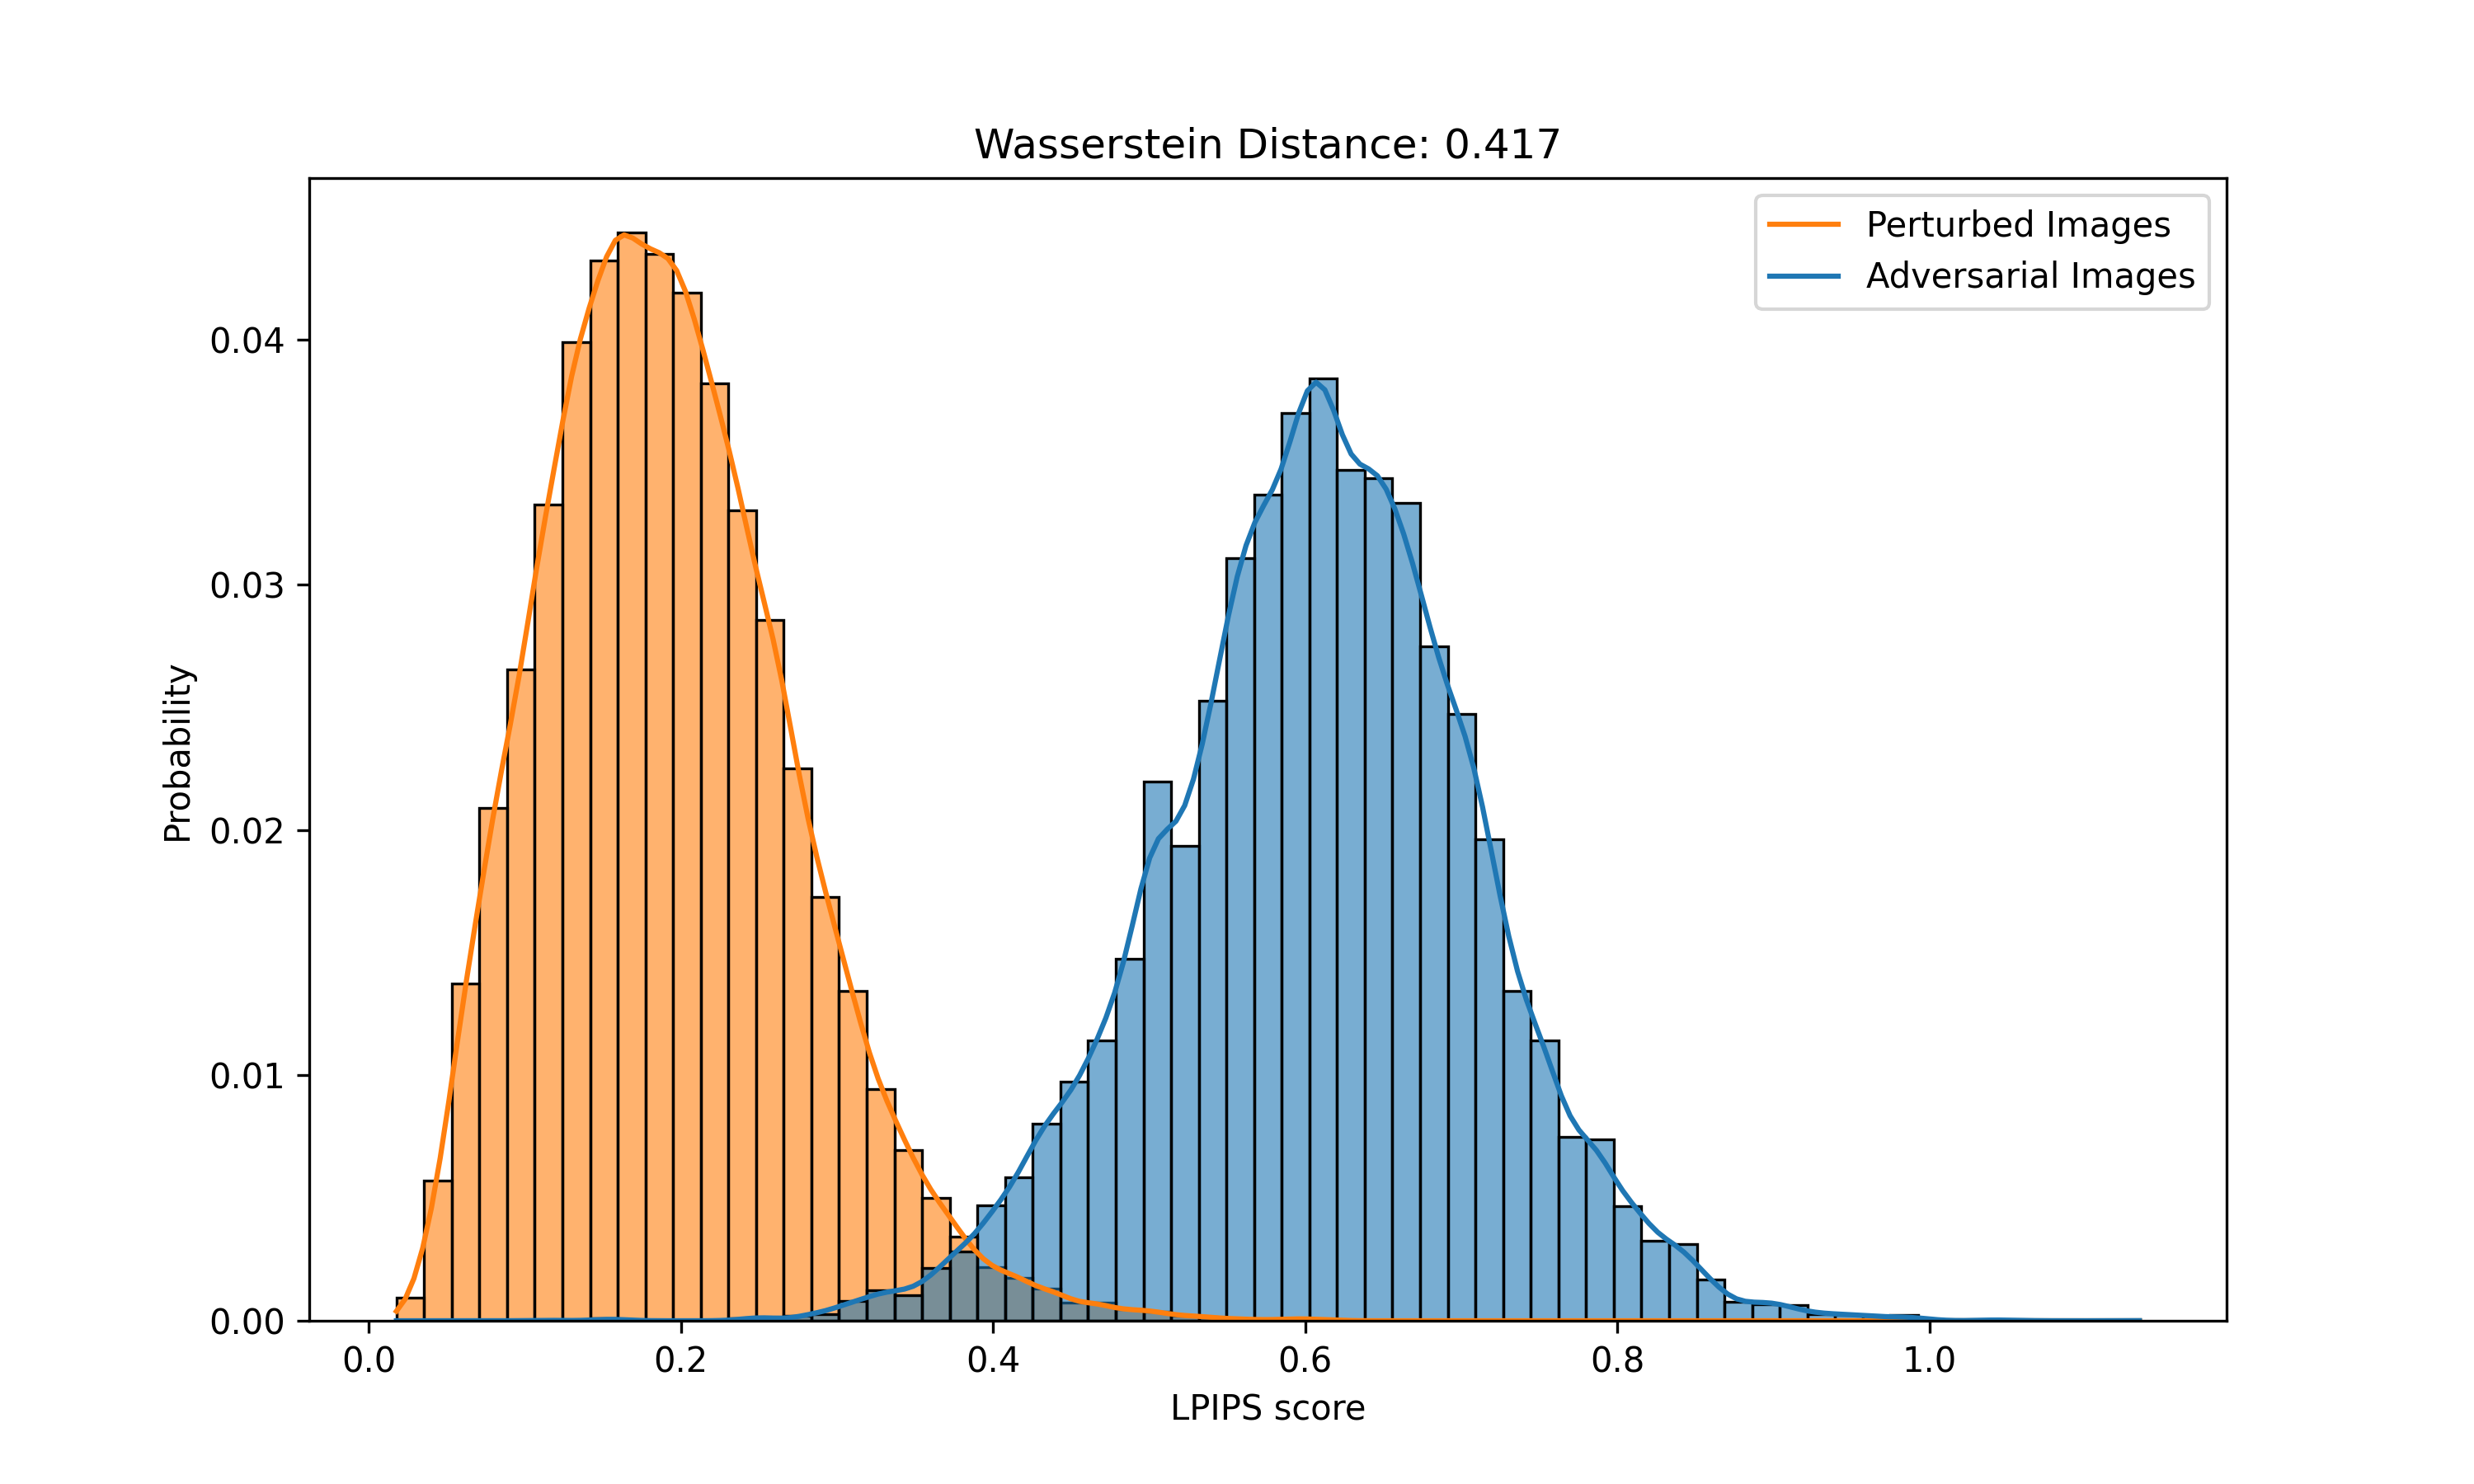 Wasserstein Distance: 0.417
Perturbed Images
Adversarial Images
0.04
0.03
0.02
0.01
0.00
Probability
0.0
0.2
0.4
0.6
0.8
1.0
LPIPS score